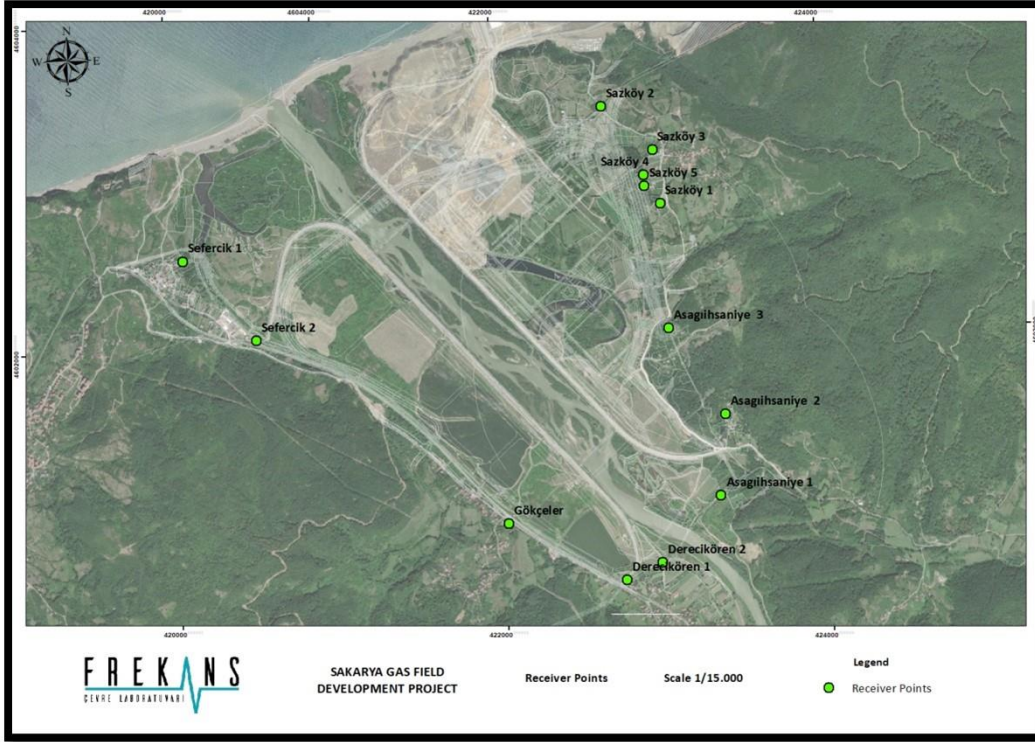 420000
4604000
422000
424000
4604000
N
W
E
S
Sazköy 2
Sazköy 3
Sazköy 4
Sazköy 5
Sazköy 1
Sefercik 1
Asagıihsaniye 3
Sefercik 2
4602000
Asagıihsaniye 2
Asagıihsaniye 1
Gökçeler
Derecikören 2
Derecikören 1
420000
422000
424000
FREKANS
ÇEVRE LABORATUVARI
SAKARYA GAS FIELD
DEVELOPMENT PROJECT
Receiver Points
Scale 1/15.000
Legend
Receiver Points